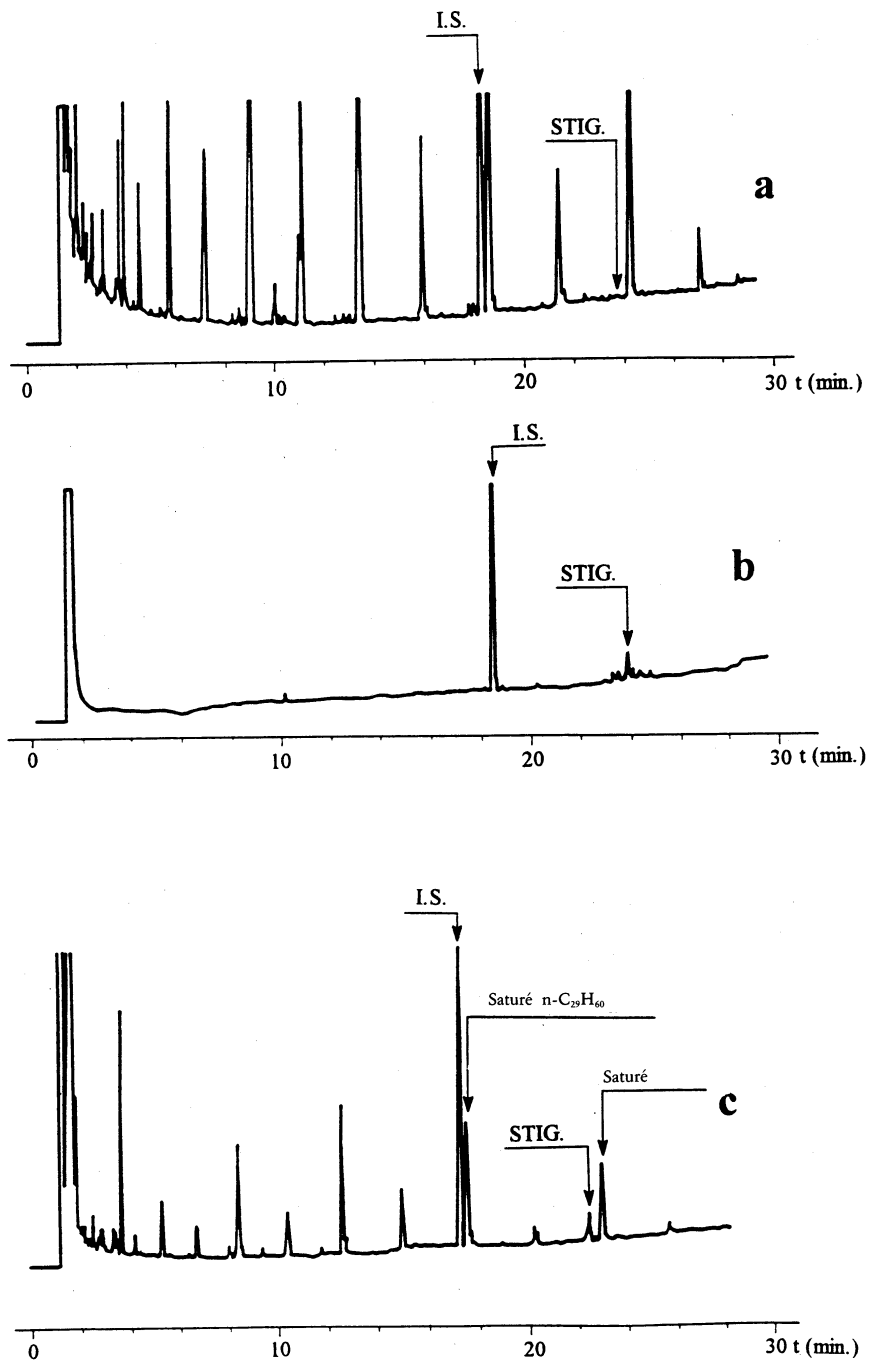 I.S.
STIG.
a
0 10 20 30 t (min.)
I.S.
STIG.
b
0 10 20 30 t (min.)
I.S.
Saturé n-C₂₉H₆₀
Saturé
c
STIG.
0 10 20 30 t (min.)